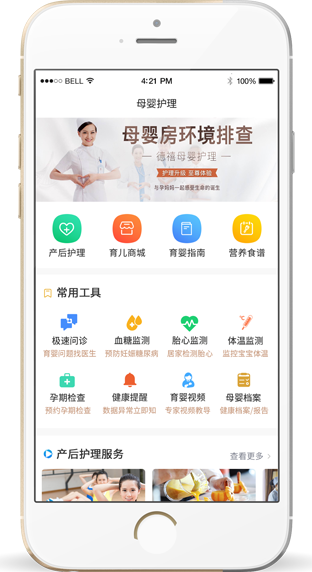 BELL 4:21 PM 100%
母婴护理
母婴房环境排查
德禧母婴护理
护理升级 至尊体验
与孕妈妈一起感受生命的诞生
产后护理 育儿商城 育婴指南 营养食谱
常用工具
极速问诊 血糖监测 胎心监测 体温监测
育婴问题找医生 预防妊娠糖尿病 居家检测胎心 监控宝宝体温
孕期检查 健康提醒 育婴视频 母婴档案
预约孕期检查 数据异常立即知 专家视频教导 健康档案/报告
产后护理服务 查看更多